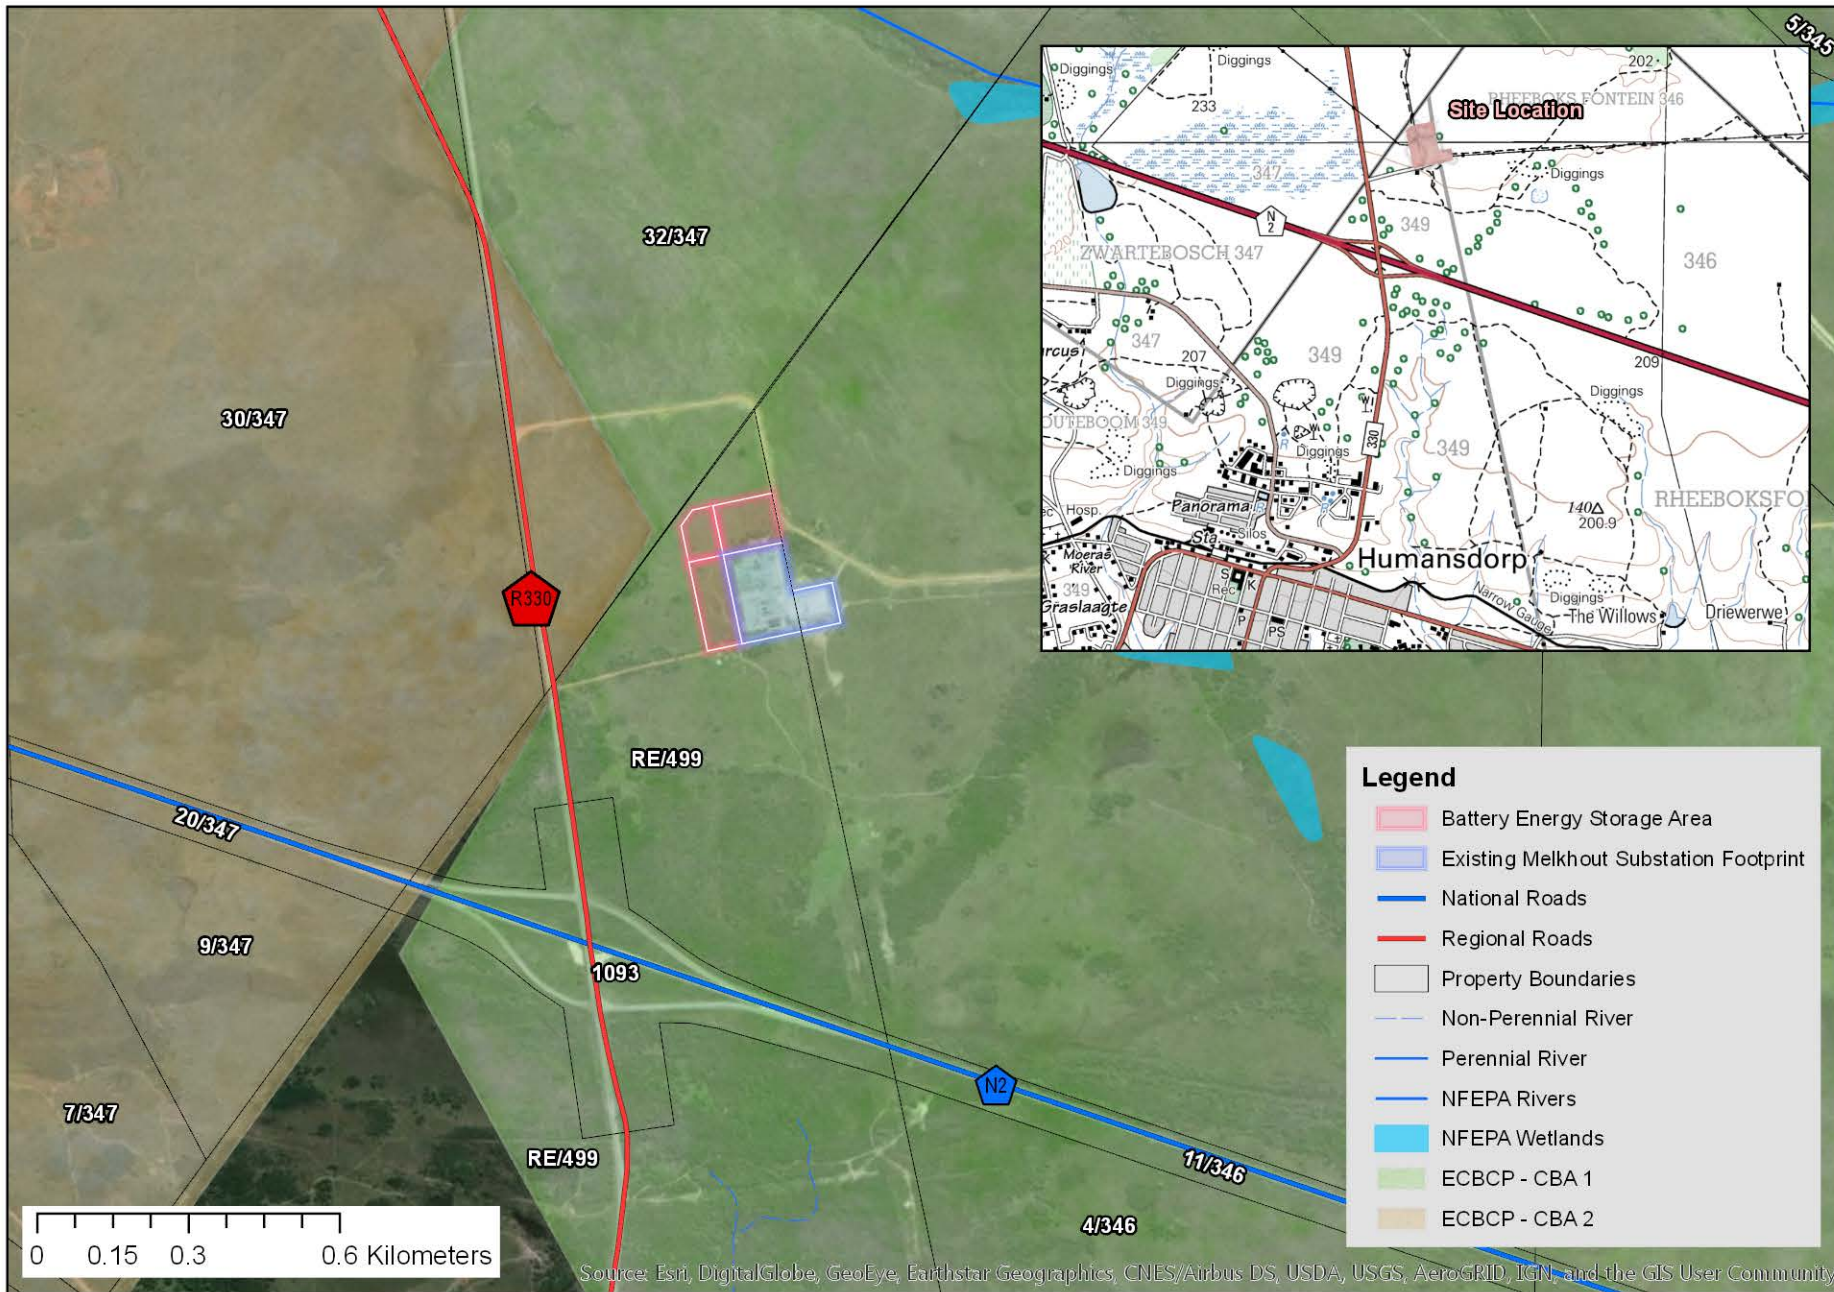 5/345
32/347
30/347
R330
RE/499
20/347
9/347
1093
7/347
N2
RE/499
11/346
4/346
0 0.15 0.3 0.6 Kilometers
Source: Esri, DigitalGlobe, GeoEye, Earthstar Geographics, CNES/Airbus DS, USDA, USGS, AeroGRID, IGN, and the GIS User Community
Diggings
Diggings
202
233
RHEEBOKS FONTEIN 346
Site Location
347
Diggings
N
2
349
ZWARTEBOSCH 347
346
347
207
349
209
Diggings
Diggings
OUTEBOOM 349
330
349
Diggings
Diggings
RHEEBOKSFO
Panorama
140
200.9
Hosp.
Sta
Silos
Moeras
River
Humansdorp
S
K
Rec
349
Graslaagte
P
PS
Narrow Gauge
Diggings
The Willows
Driewerwe
Legend
Battery Energy Storage Area
Existing Melkhout Substation Footprint
National Roads
Regional Roads
Property Boundaries
Non-Perennial River
Perennial River
NFEPA Rivers
NFEPA Wetlands
ECBCP - CBA 1
ECBCP - CBA 2